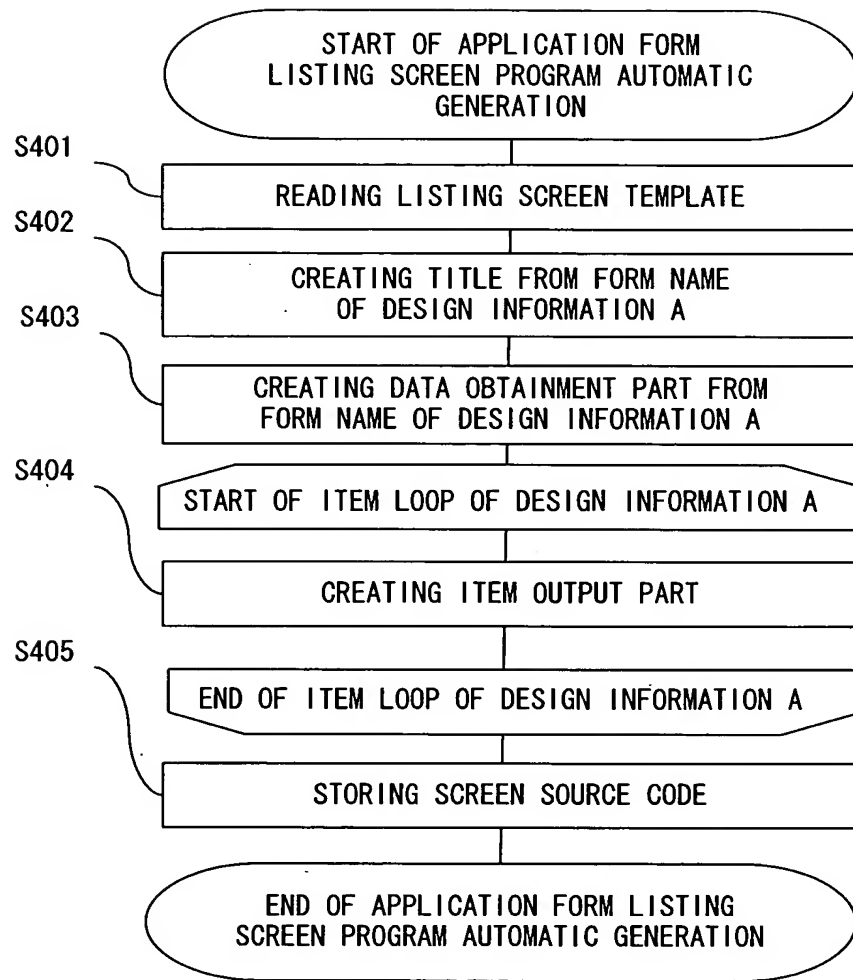 START OF APPLICATION FORM
LISTING SCREEN PROGRAM AUTOMATIC
GENERATION
S401
READING LISTING SCREEN TEMPLATE
S402
CREATING TITLE FROM FORM NAME
OF DESIGN INFORMATION A
S403
CREATING DATA OBTAINMENT PART FROM
FORM NAME OF DESIGN INFORMATION A
S404
START OF ITEM LOOP OF DESIGN INFORMATION A
CREATING ITEM OUTPUT PART
S405
END OF ITEM LOOP OF DESIGN INFORMATION A
STORING SCREEN SOURCE CODE
END OF APPLICATION FORM LISTING
SCREEN PROGRAM AUTOMATIC GENERATION